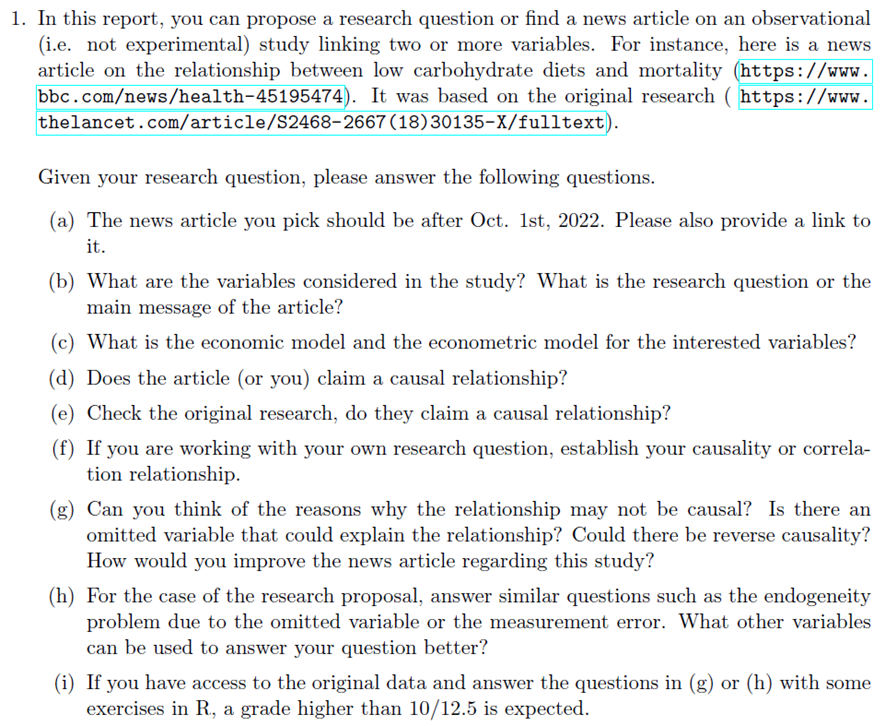 1. In this report, you can propose a research question or find a news article on an observational
(i.e. not experimental) study linking two or more variables. For instance, here is a news
article on the relationship between low carbohydrate diets and mortality (https://www.
bbc.com/news/health-45195474). It was based on the original research ( https://www.
thelancet.com/article/S2468-2667(18)30135-X/fulltext).
Given your research question, please answer the following questions.
(a) The news article you pick should be after Oct. 1st, 2022. Please also provide a link to
it.
(b) What are the variables considered in the study? What is the research question or the
main message of the article?
(c) What is the economic model and the econometric model for the interested variables?
(d) Does the article (or you) claim a causal relationship?
(e) Check the original research, do they claim a causal relationship?
(f) If you are working with your own research question, establish your causality or correla-
tion relationship.
(g) Can you think of the reasons why the relationship may not be causal? Is there an
omitted variable that could explain the relationship? Could there be reverse causality?
How would you improve the news article regarding this study?
(h) For the case of the research proposal, answer similar questions such as the endogeneity
problem due to the omitted variable or the measurement error. What other variables
can be used to answer your question better?
(i) If you have access to the original data and answer the questions in (g) or (h) with some
exercises in R, a grade higher than 10/12.5 is expected.